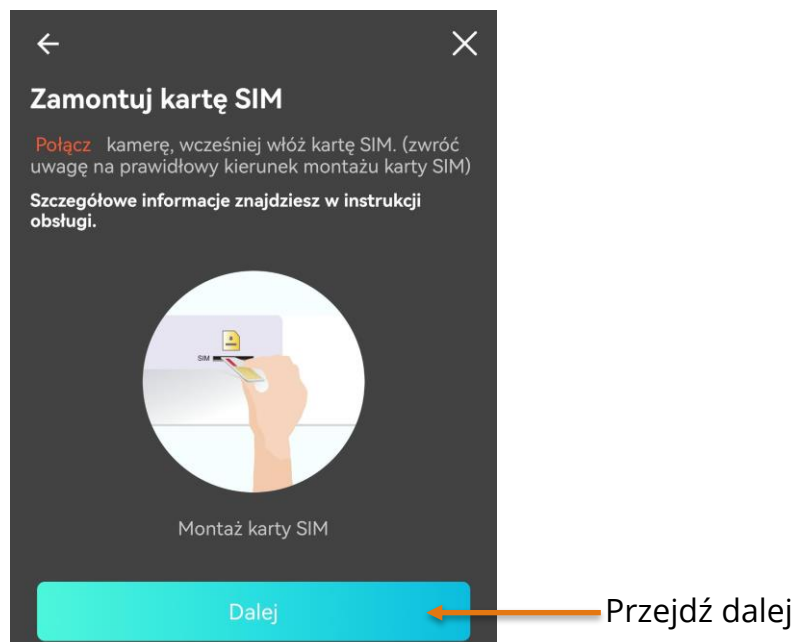 Zamontuj kartę SIM
Połącz kamerę, wcześniej włóż kartę SIM. (zwróć
uwagę na prawidłowy kierunek montażu karty SIM)
Szczegółowe informacje znajdziesz w instrukcji
obsługi.
SIM
Montaż karty SIM
Dalej
Przejdź dalej